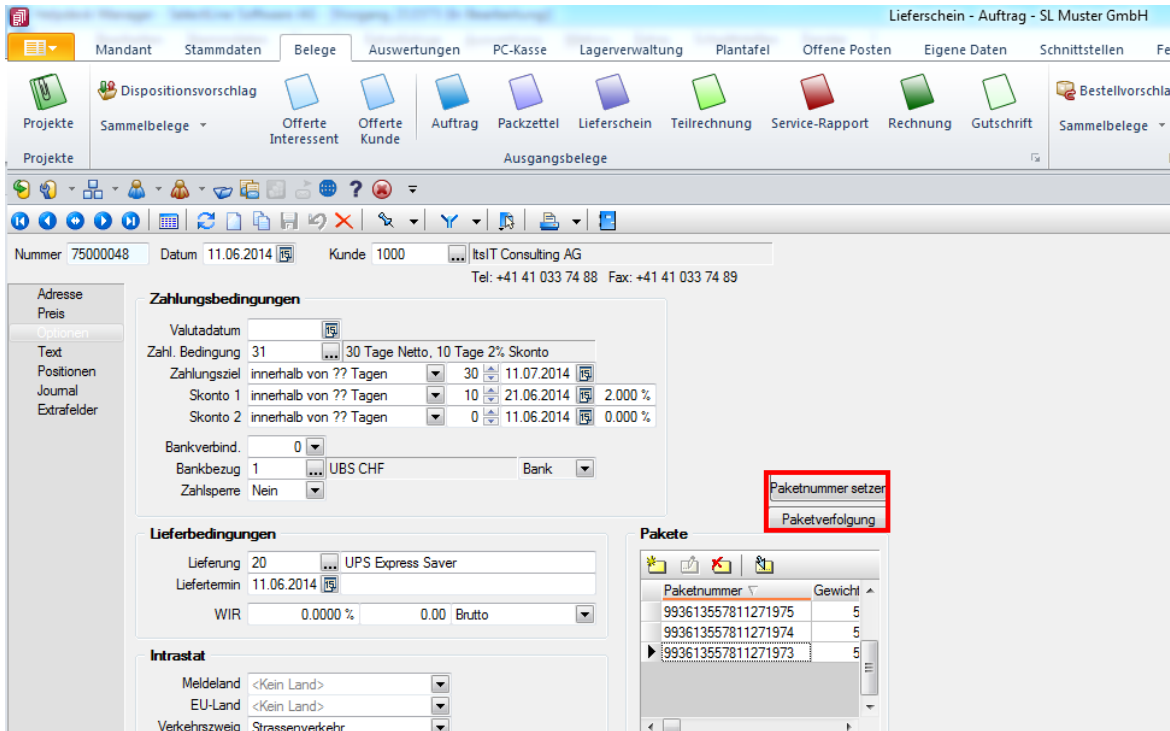 Lieferschein - Auftrag - SL Muster GmbH
Mandant Stammdaten Belege Auswertungen PC-Kasse Lagerverwaltung Plantafel Offene Posten Eigene Daten Schnittstellen Fe
Projekte
Dispositionsvorschlag
Sammelbelege
Offerte Interessent
Offerte Kunde
Auftrag
Packzettel
Lieferschein
Teilrechnung
Service-Rapport
Rechnung
Gutschrift
Bestellvorschla
Sammelbelege
Projekte
Ausgangsbelege
Nummer 75000048 Datum 11.06.2014 Kunde 1000 ... ItsIT Consulting AG
Tel: +41 41 033 74 88 Fax: +41 41 033 74 89
Adresse
Preis
Optionen
Text
Positionen
Journal
Extrafelder
Zahlungsbedingungen
Valutadatum
Zahl. Bedingung 31 ... 30 Tage Netto, 10 Tage 2% Skonto
Zahlungsziel innerhalb von ?? Tagen 30 11.07.2014
Skonto 1 innerhalb von ?? Tagen 10 21.06.2014 2.000 %
Skonto 2 innerhalb von ?? Tagen 0 11.06.2014 0.000 %
Bankverbind. 0
Bankbezug 1 ... UBS CHF Bank
Zahlsperre Nein
Paketnummer setzen
Paketverfolgung
Lieferbedingungen
Lieferung 20 ... UPS Express Saver
Liefertermin 11.06.2014
WIR 0.0000 % 0.00 Brutto
Pakete
Paketnummer Gewicht
993613557811271975 5
993613557811271974 5
993613557811271973 5
Intrastat
Meldeland <Kein Land>
EU-Land <Kein Land>
Verkehrszweig Strassenverkehr